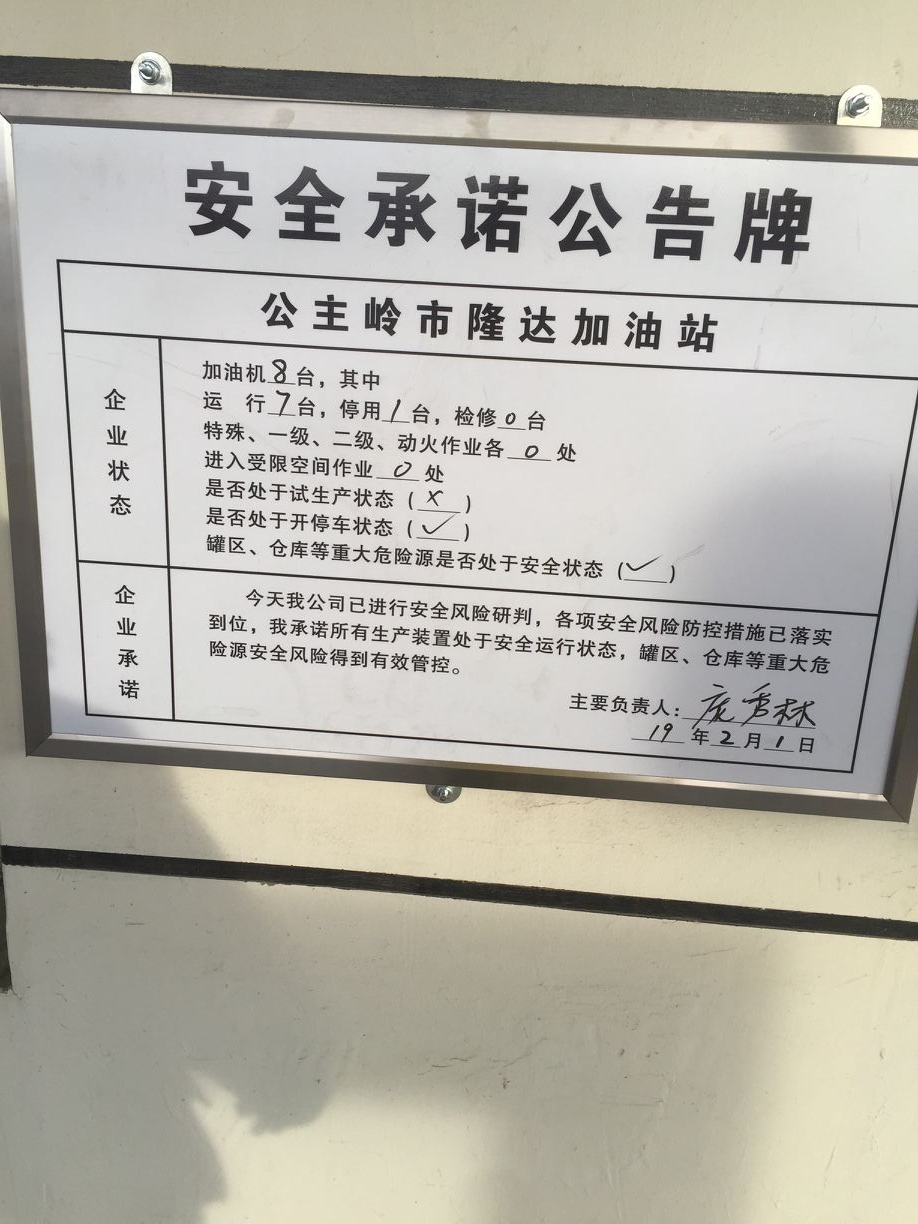 安全承诺公告牌
公主岭市隆达加油站
企业状态
加油机8台，其中
运 行7台，停用1台，检修0台
特殊、一级、二级、动火作业各0处
进入受限空间作业0处
是否处于试生产状态（×）
是否处于开停车状态（✓）
罐区、仓库等重大危险源是否处于安全状态（✓）
企业承诺
今天我公司已进行安全风险研判，各项安全风险防控措施已落实
到位，我承诺所有生产装置处于安全运行状态，罐区、仓库等重大危
险源安全风险得到有效管控。
主要负责人：
19年2月1日